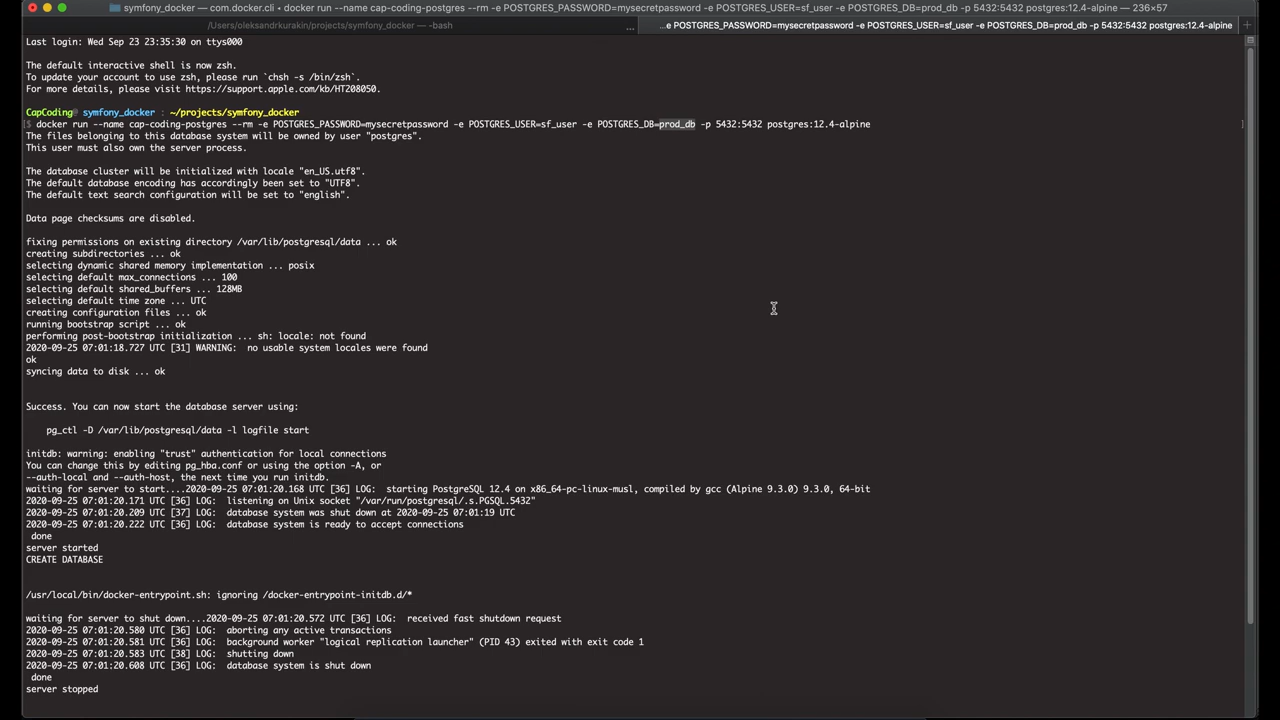 symfony_docker — com.docker.cli • docker run --name cap-coding-postgres --rm -e POSTGRES_PASSWORD=mysecretpassword -e POSTGRES_USER=sf_user -e POSTGRES_DB=prod_db -p 5432:5432 postgres:12.4-alpine — 236×57
/Users/oleksandrkurakin/projects/symfony_docker — -bash ... ...e POSTGRES_PASSWORD=mysecretpassword -e POSTGRES_USER=sf_user -e POSTGRES_DB=prod_db -p 5432:5432 postgres:12.4-alpine +
Last login: Wed Sep 23 23:35:30 on ttys000
The default interactive shell is now zsh.
To update your account to use zsh, please run `chsh -s /bin/zsh`.
For more details, please visit https://support.apple.com/kb/HT208050.
CapCoding@ symfony_docker : ~/projects/symfony_docker
[$ docker run --name cap-coding-postgres --rm -e POSTGRES_PASSWORD=mysecretpassword -e POSTGRES_USER=sf_user -e POSTGRES_DB=prod_db -p 5432:5432 postgres:12.4-alpine ]
The files belonging to this database system will be owned by user "postgres".
This user must also own the server process.
The database cluster will be initialized with locale "en_US.utf8".
The default database encoding has accordingly been set to "UTF8".
The default text search configuration will be set to "english".
Data page checksums are disabled.
fixing permissions on existing directory /var/lib/postgresql/data ... ok
creating subdirectories ... ok
selecting dynamic shared memory implementation ... posix
selecting default max_connections ... 100
selecting default shared_buffers ... 128MB
selecting default time zone ... UTC
creating configuration files ... ok
running bootstrap script ... ok
performing post-bootstrap initialization ... sh: locale: not found
2020-09-25 07:01:18.727 UTC [31] WARNING:  no usable system locales were found
ok
syncing data to disk ... ok
Success. You can now start the database server using:
pg_ctl -D /var/lib/postgresql/data -l logfile start
initdb: warning: enabling "trust" authentication for local connections
You can change this by editing pg_hba.conf or using the option -A, or
--auth-local and --auth-host, the next time you run initdb.
waiting for server to start....2020-09-25 07:01:20.168 UTC [36] LOG:  starting PostgreSQL 12.4 on x86_64-pc-linux-musl, compiled by gcc (Alpine 9.3.0) 9.3.0, 64-bit
2020-09-25 07:01:20.171 UTC [36] LOG:  listening on Unix socket "/var/run/postgresql/.s.PGSQL.5432"
2020-09-25 07:01:20.209 UTC [37] LOG:  database system was shut down at 2020-09-25 07:01:19 UTC
2020-09-25 07:01:20.222 UTC [36] LOG:  database system is ready to accept connections
done
server started
CREATE DATABASE
/usr/local/bin/docker-entrypoint.sh: ignoring /docker-entrypoint-initdb.d/*
waiting for server to shut down....2020-09-25 07:01:20.572 UTC [36] LOG:  received fast shutdown request
2020-09-25 07:01:20.580 UTC [36] LOG:  aborting any active transactions
2020-09-25 07:01:20.581 UTC [36] LOG:  background worker "logical replication launcher" (PID 43) exited with exit code 1
2020-09-25 07:01:20.583 UTC [38] LOG:  shutting down
2020-09-25 07:01:20.608 UTC [36] LOG:  database system is shut down
done
server stopped